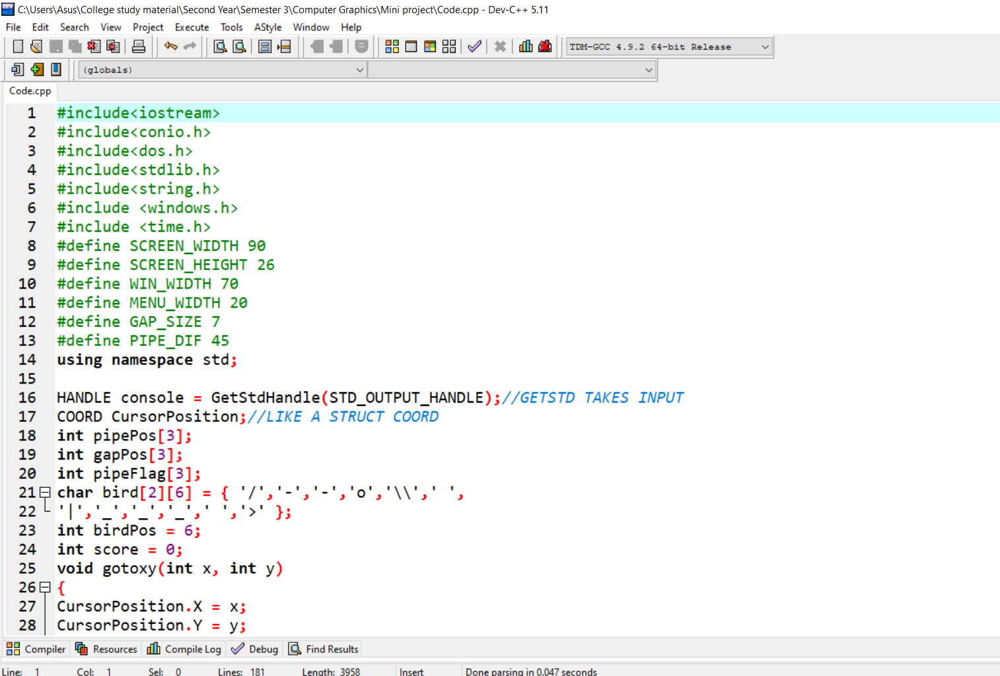 C:\Users\Asus\College study material\Second Year\Semester 3\Computer Graphics\Mini project\Code.cpp - Dev-C++ 5.11
File Edit Search View Project Execute Tools AStyle Window Help
TDM-GCC 4.9.2 64-bit Release
(globals)
Code.cpp
1 #include<iostream>
2 #include<conio.h>
3 #include<dos.h>
4 #include<stdlib.h>
5 #include<string.h>
6 #include <windows.h>
7 #include <time.h>
8 #define SCREEN_WIDTH 90
9 #define SCREEN_HEIGHT 26
10 #define WIN_WIDTH 70
11 #define MENU_WIDTH 20
12 #define GAP_SIZE 7
13 #define PIPE_DIF 45
14 using namespace std;
15
16 HANDLE console = GetStdHandle(STD_OUTPUT_HANDLE);//GETSTD TAKES INPUT
17 COORD CursorPosition;//LIKE A STRUCT COORD
18 int pipePos[3];
19 int gapPos[3];
20 int pipeFlag[3];
21 char bird[2][6] = { '/','-','-','o','\\',' ',
22 '|','_','_','_',' ','>' };
23 int birdPos = 6;
24 int score = 0;
25 void gotoxy(int x, int y)
26 {
27 CursorPosition.X = x;
28 CursorPosition.Y = y;
Compiler Resources Compile Log Debug Find Results
Line: 1 Col: 1 Sel: 0 Lines: 181 Length: 3958 Insert Done parsing in 0.047 seconds